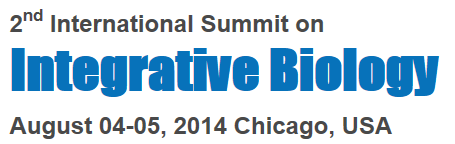 2nd International Summit on
Integrative Biology
August 04-05, 2014 Chicago, USA